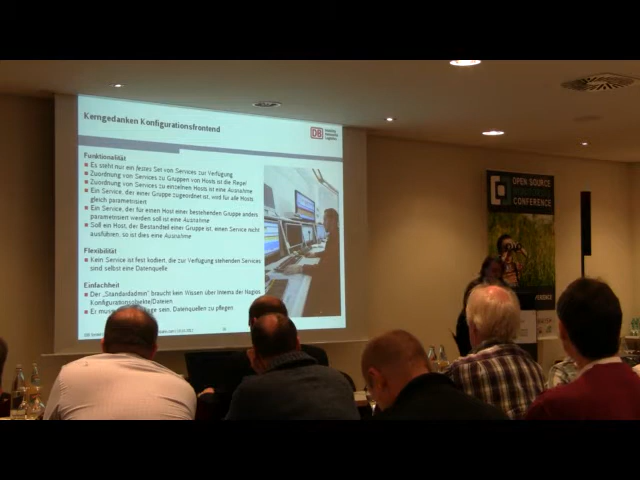 Kerngedanken Konfigurationsfrontend
DB
Funktionalität
Es steht nur ein festes Set von Services zur Verfügung
Zuordnung von Services zu Gruppen von Hosts ist die Regel
Zuordnung von Services zu einzelnen Hosts ist eine Ausnahme
Ein Service, der einer Gruppe zugeordnet ist, wird für alle Hosts
gleich parametrisiert
Ein Service, der für einen Host einer bestehenden Gruppe anders
parametrisiert werden soll ist eine Ausnahme
Soll ein Host, der Bestandteil einer Gruppe ist, einen Service nicht
ausführen, so ist dies eine Ausnahme
Flexibilität
Kein Service ist fest kodiert, die zur Verfügung stehenden Services
sind selbst eine Datenquelle
Einfachheit
Der „Standardadmin" braucht kein Wissen über Interna der Nagios
Konfigurationsobjekte/Dateien
Er muss lage sein, Datenquellen zu pflegen
OPEN SOURCE
CONFERENCE